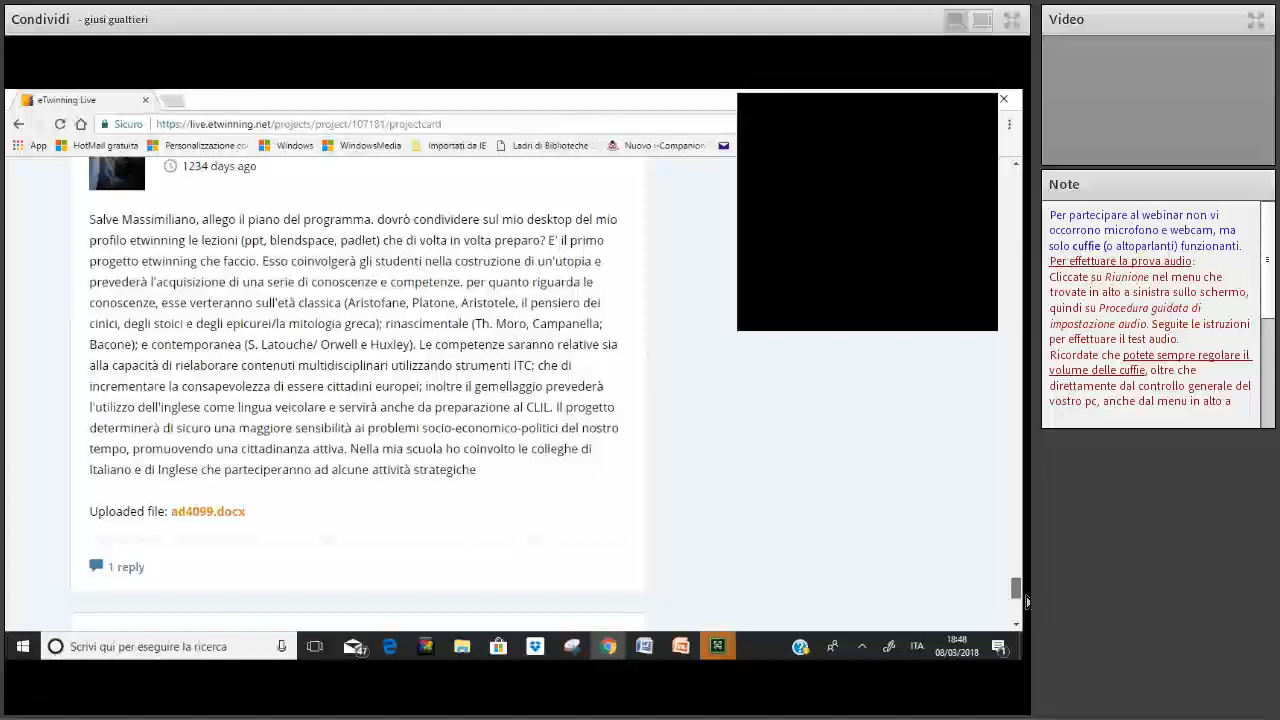 Condividi - giusi gualtieri
eTwinning Live
Sicuro https://live.etwinning.net/projects/project/107181/projectcard
App HotMail gratuita Personalizzazione co Windows WindowsMedia Importati da IE Ladri di Biblioteche Nuovo i-Companion
1234 days ago
Salve Massimiliano, allego il piano del programma. dovrò condividere sul mio desktop del mio
profilo etwinning le lezioni (ppt, blendspace, padlet) che di volta in volta preparo? E' il primo
progetto etwinning che faccio. Esso coinvolgerà gli studenti nella costruzione di un'utopia e
prevederà l'acquisizione di una serie di conoscenze e competenze. per quanto riguarda le
conoscenze, esse verteranno sull'età classica (Aristofane, Platone, Aristotele, il pensiero dei
cinici, degli stoici e degli epicurei/la mitologia greca); rinascimentale (Th. Moro, Campanella;
Bacone); e contemporanea (S. Latouche/ Orwell e Huxley). Le competenze saranno relative sia
alla capacità di rielaborare contenuti multidisciplinari utilizzando strumenti ITC; che di
incrementare la consapevolezza di essere cittadini europei; inoltre il gemellaggio prevederà
l'utilizzo dell'inglese come lingua veicolare e servirà anche da preparazione al CLIL. Il progetto
determinerà di sicuro una maggiore sensibilità ai problemi socio-economico-politici del nostro
tempo, promuovendo una cittadinanza attiva. Nella mia scuola ho coinvolto le colleghe di
Italiano e di Inglese che parteciperanno ad alcune attività strategiche
Uploaded file: ad4099.docx
1 reply
Scrivi qui per eseguire la ricerca
47
ITA
18:48
08/03/2018
Video
Note
Per partecipare al webinar non vi
occorrono microfono e webcam, ma
solo cuffie (o altoparlanti) funzionanti.
Per effettuare la prova audio:
Cliccate su Riunione nel menu che
trovate in alto a sinistra sullo schermo,
quindi su Procedura guidata di
impostazione audio. Seguite le istruzioni
per effettuare il test audio.
Ricordate che potete sempre regolare il
volume delle cuffie, oltre che
direttamente dal controllo generale del
vostro pc, anche dal menu in alto a